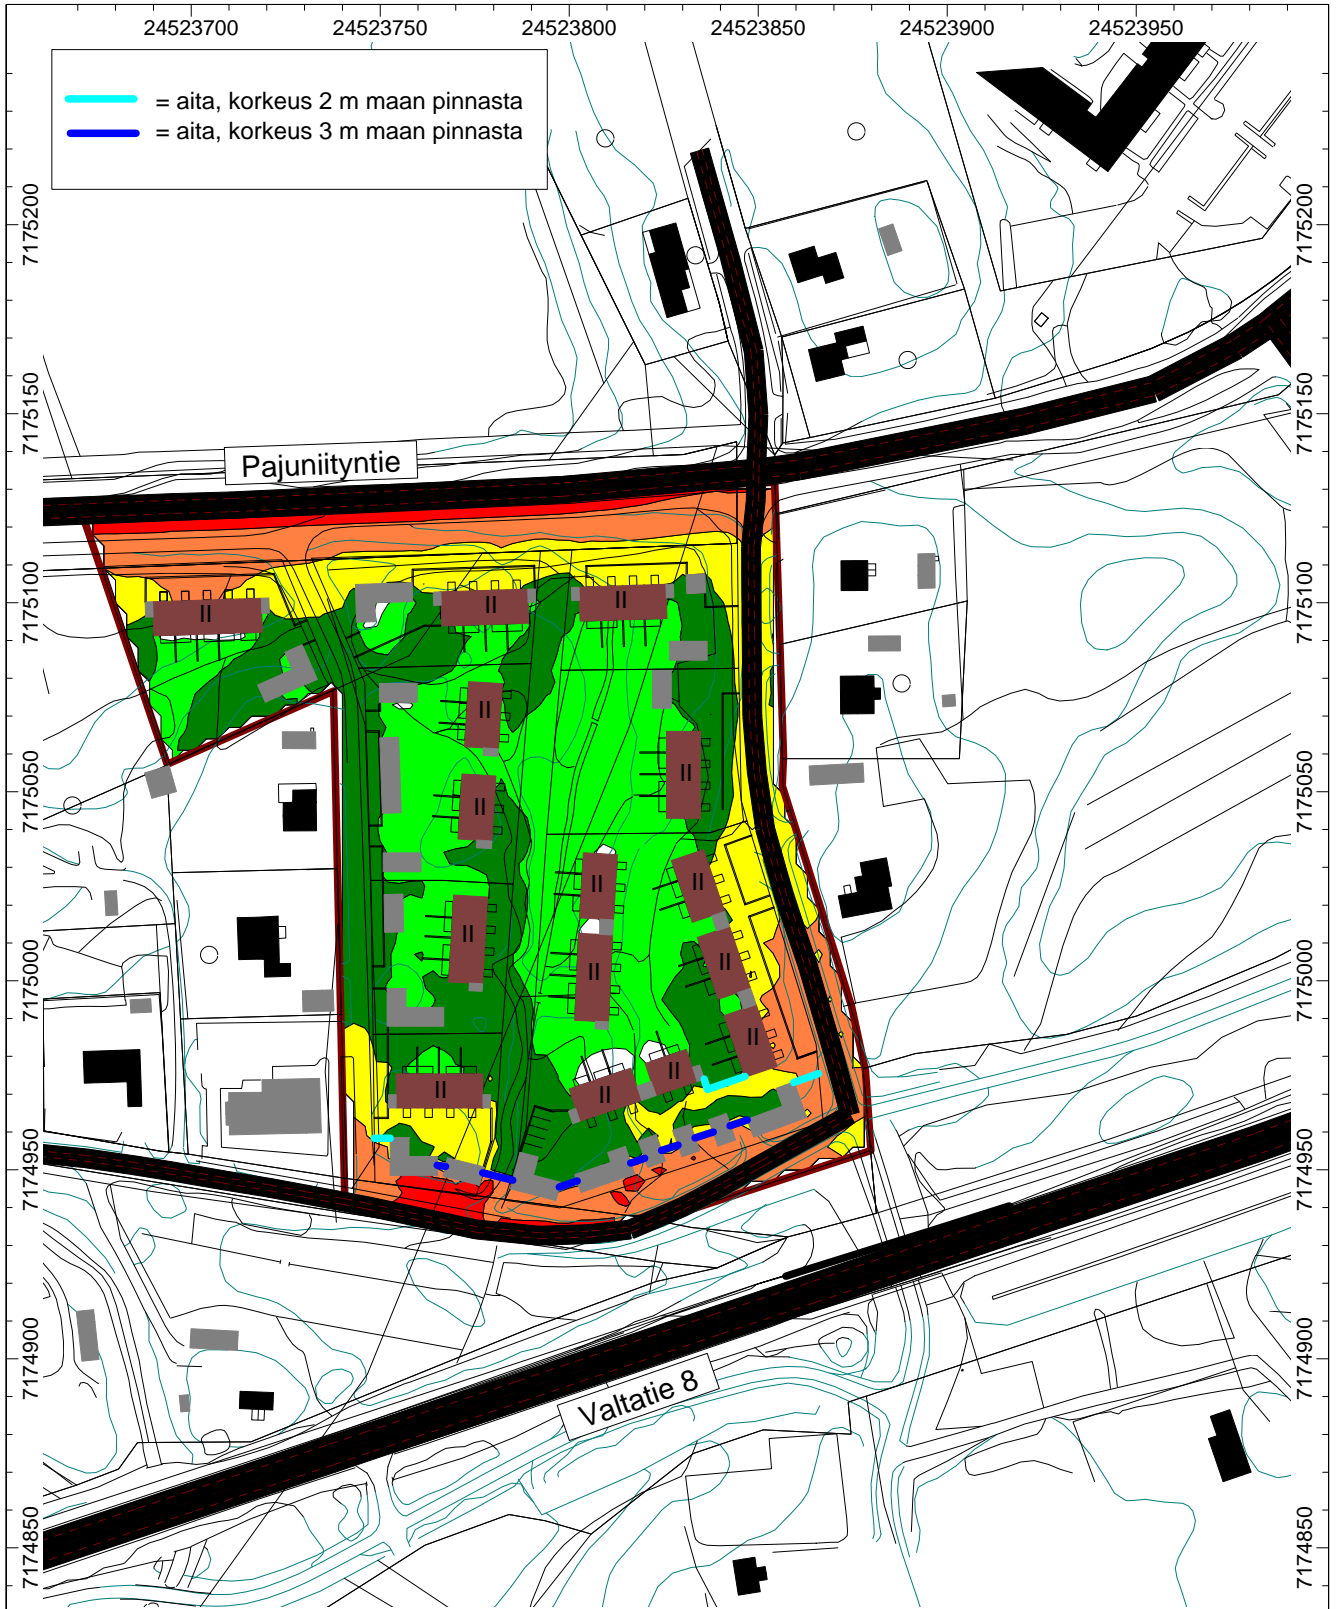 24523700 24523750 24523800 24523850 24523900 24523950
= aita, korkeus 2 m maan pinnasta
= aita, korkeus 3 m maan pinnasta
7175200 7175200
7175150 7175150
Pajuniityntie
7175100 7175100
II II II
II
7175050 7175050
II
II
II II
II
7175000 7175000
II II
II
II II II
7174950 7174950
7174900 7174900
Valtatie 8
7174850 7174850